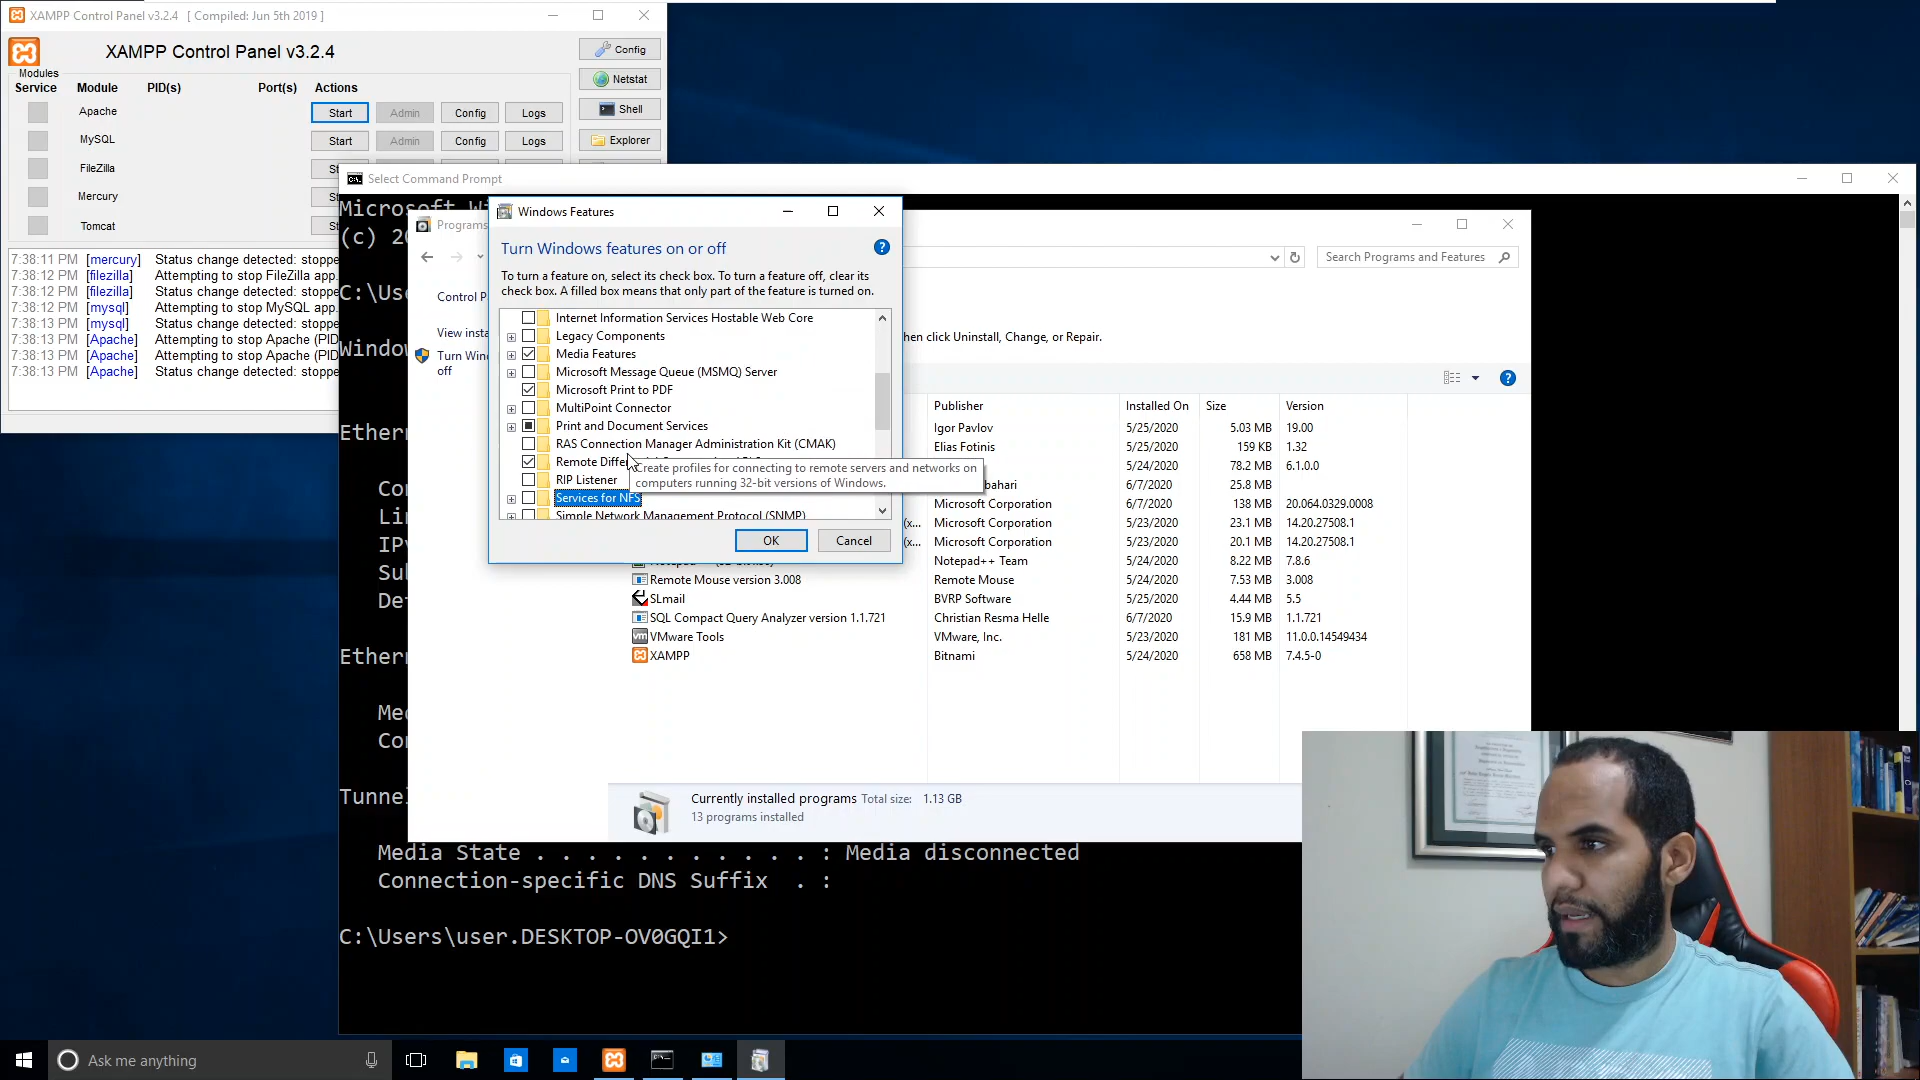 XAMPP Control Panel v3.2.4 [ Compiled: Jun 5th 2019 ]
XAMPP Control Panel v3.2.4
Config
Modules
Service Module PID(s) Port(s) Actions
Netstat
Apache Start Admin Config Logs
Shell
MySQL Start Admin Config Logs
Explorer
FileZilla
Mercury
Tomcat
7:38:11 PM [mercury] Status change detected: stoppe
7:38:12 PM [filezilla] Attempting to stop FileZilla app.
7:38:12 PM [filezilla] Status change detected: stoppe
7:38:12 PM [mysql] Attempting to stop MySQL app
7:38:13 PM [mysql] Status change detected: stoppe
7:38:13 PM [Apache] Attempting to stop Apache (PID
7:38:13 PM [Apache] Attempting to stop Apache (PID
7:38:13 PM [Apache] Status change detected: stoppe
Select Command Prompt
Microsoft Wi
(c) 20
C:\Use
Window
Ethern
Co
Li
IP
Su
De
Ethern
Me
Co
Tunne
Media State . . . . . . . . . . . : Media disconnected
Connection-specific DNS Suffix . :
C:\Users\user.DESKTOP-OV0GQI1>
Programs
Search Programs and Features
Control P
View insta
Turn Win
off
hen click Uninstall, Change, or Repair.
Publisher Installed On Size Version
Igor Pavlov 5/25/2020 5.03 MB 19.00
Elias Fotinis 5/25/2020 159 KB 1.32
5/24/2020 78.2 MB 6.1.0.0
bahari 6/7/2020 25.8 MB
Microsoft Corporation 6/7/2020 138 MB 20.064.0329.0008
(x... Microsoft Corporation 5/23/2020 23.1 MB 14.20.27508.1
(x... Microsoft Corporation 5/23/2020 20.1 MB 14.20.27508.1
Notepad++ Team 5/24/2020 8.22 MB 7.8.6
Remote Mouse version 3.008 Remote Mouse 5/24/2020 7.53 MB 3.008
SLmail BVRP Software 5/25/2020 4.44 MB 5.5
SQL Compact Query Analyzer version 1.1.721 Christian Resma Helle 6/7/2020 15.9 MB 1.1.721
VMware Tools VMware, Inc. 5/23/2020 181 MB 11.0.0.14549434
XAMPP Bitnami 5/24/2020 658 MB 7.4.5-0
Currently installed programs Total size: 1.13 GB
13 programs installed
Windows Features
Turn Windows features on or off
To turn a feature on, select its check box. To turn a feature off, clear its
check box. A filled box means that only part of the feature is turned on.
Internet Information Services Hostable Web Core
Legacy Components
Media Features
Microsoft Message Queue (MSMQ) Server
Microsoft Print to PDF
MultiPoint Connector
Print and Document Services
RAS Connection Manager Administration Kit (CMAK)
Remote Differ
RIP Listener
Services for NFS
Simple Network Management Protocol (SNMP)
Create profiles for connecting to remote servers and networks on
computers running 32-bit versions of Windows.
OK Cancel
Ask me anything